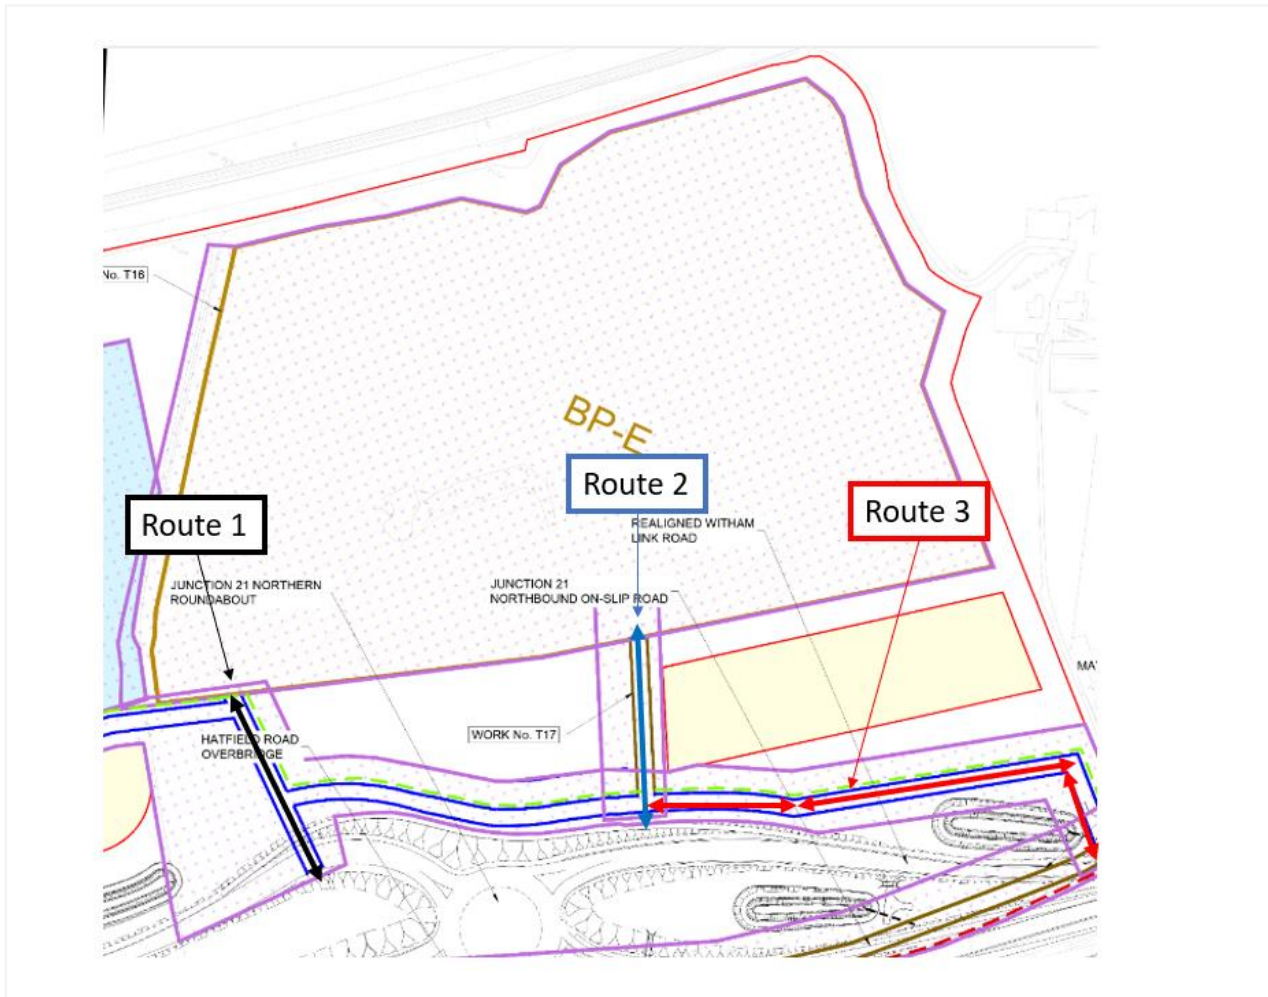 No. T16
BP-E
Route 2
Route 1
Route 3
REALIGNED WITHAM
LINK ROAD
JUNCTION 21 NORTHERN
ROUNDABOUT
JUNCTION 21
NORTHBOUND ON-SLIP ROAD
MA
WORK No. T17
HATFIELD ROAD
OVERBRIDGE